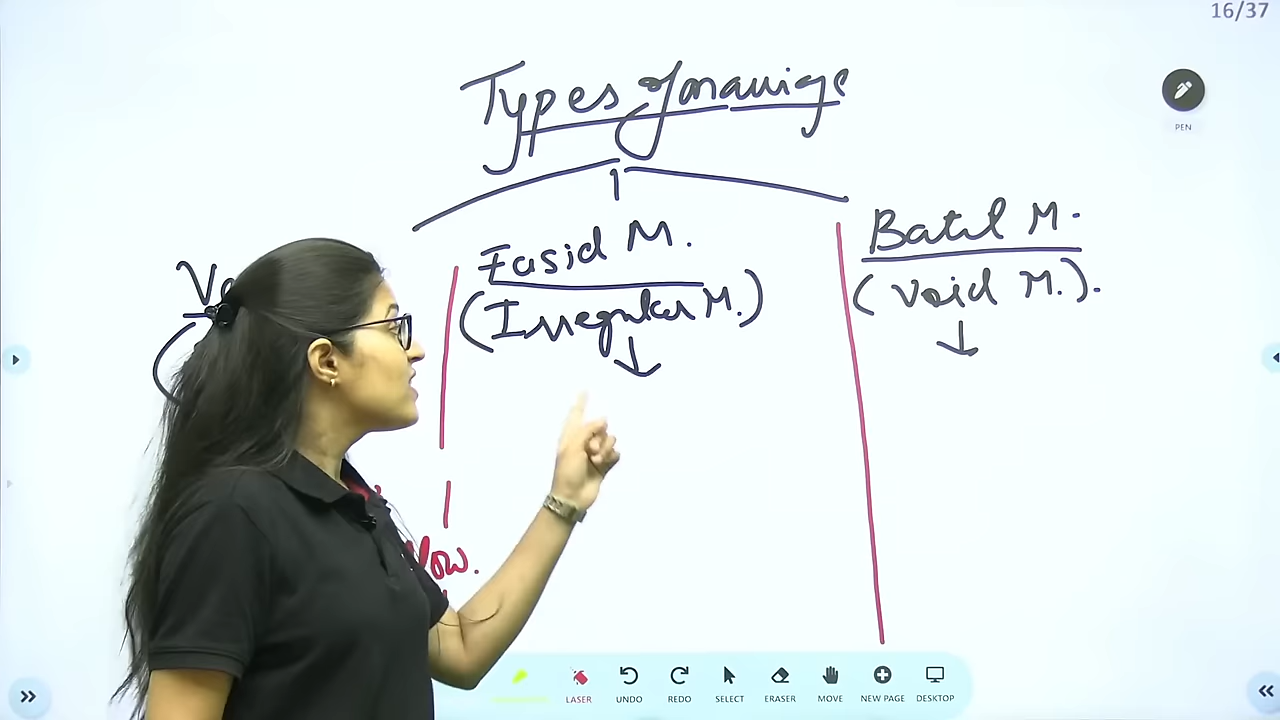 16/37
Types of marriage
PEN
Fasid M.
(Irregular M.)
Batil M.
(Void M.).
LASER
UNDO
REDO
SELECT
ERASER
MOVE
NEW PAGE
DESKTOP